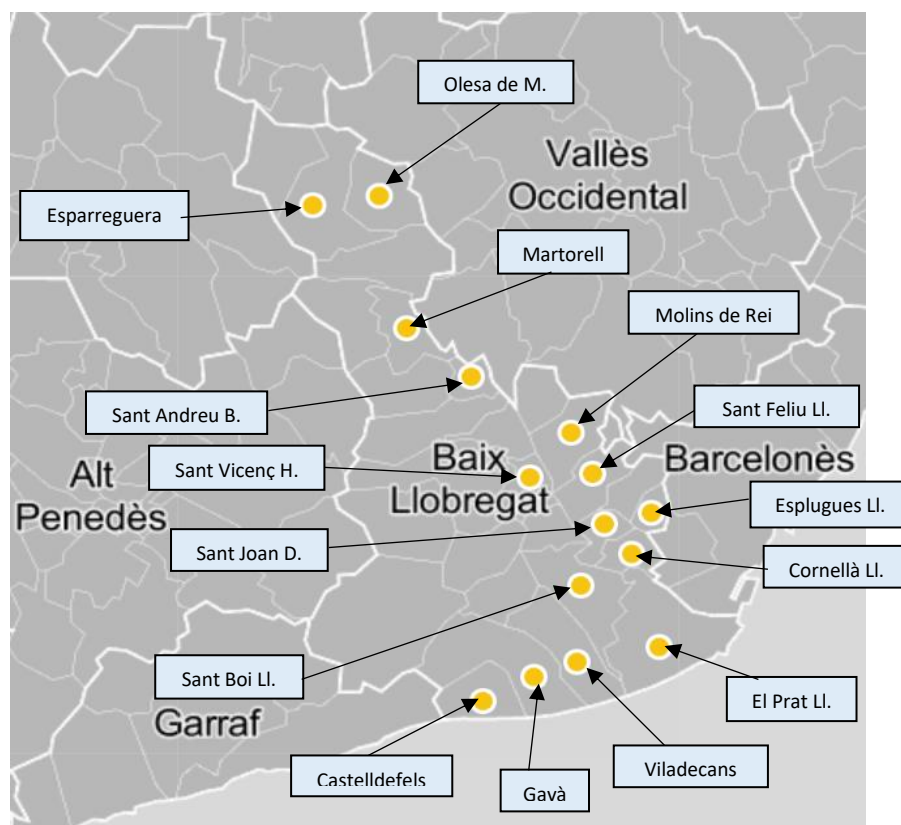 Olesa de M.
Vallès
Occidental
Esparreguera
Martorell
Molins de Rei
Sant Andreu B.
Sant Feliu Ll.
Baix
Llobregat
Barcelonès
Sant Vicenç H.
Alt
Penedès
Esplugues Ll.
Sant Joan D.
Cornellà Ll.
Sant Boi Ll.
El Prat Ll.
Garraf
Castelldefels
Viladecans
Gavà